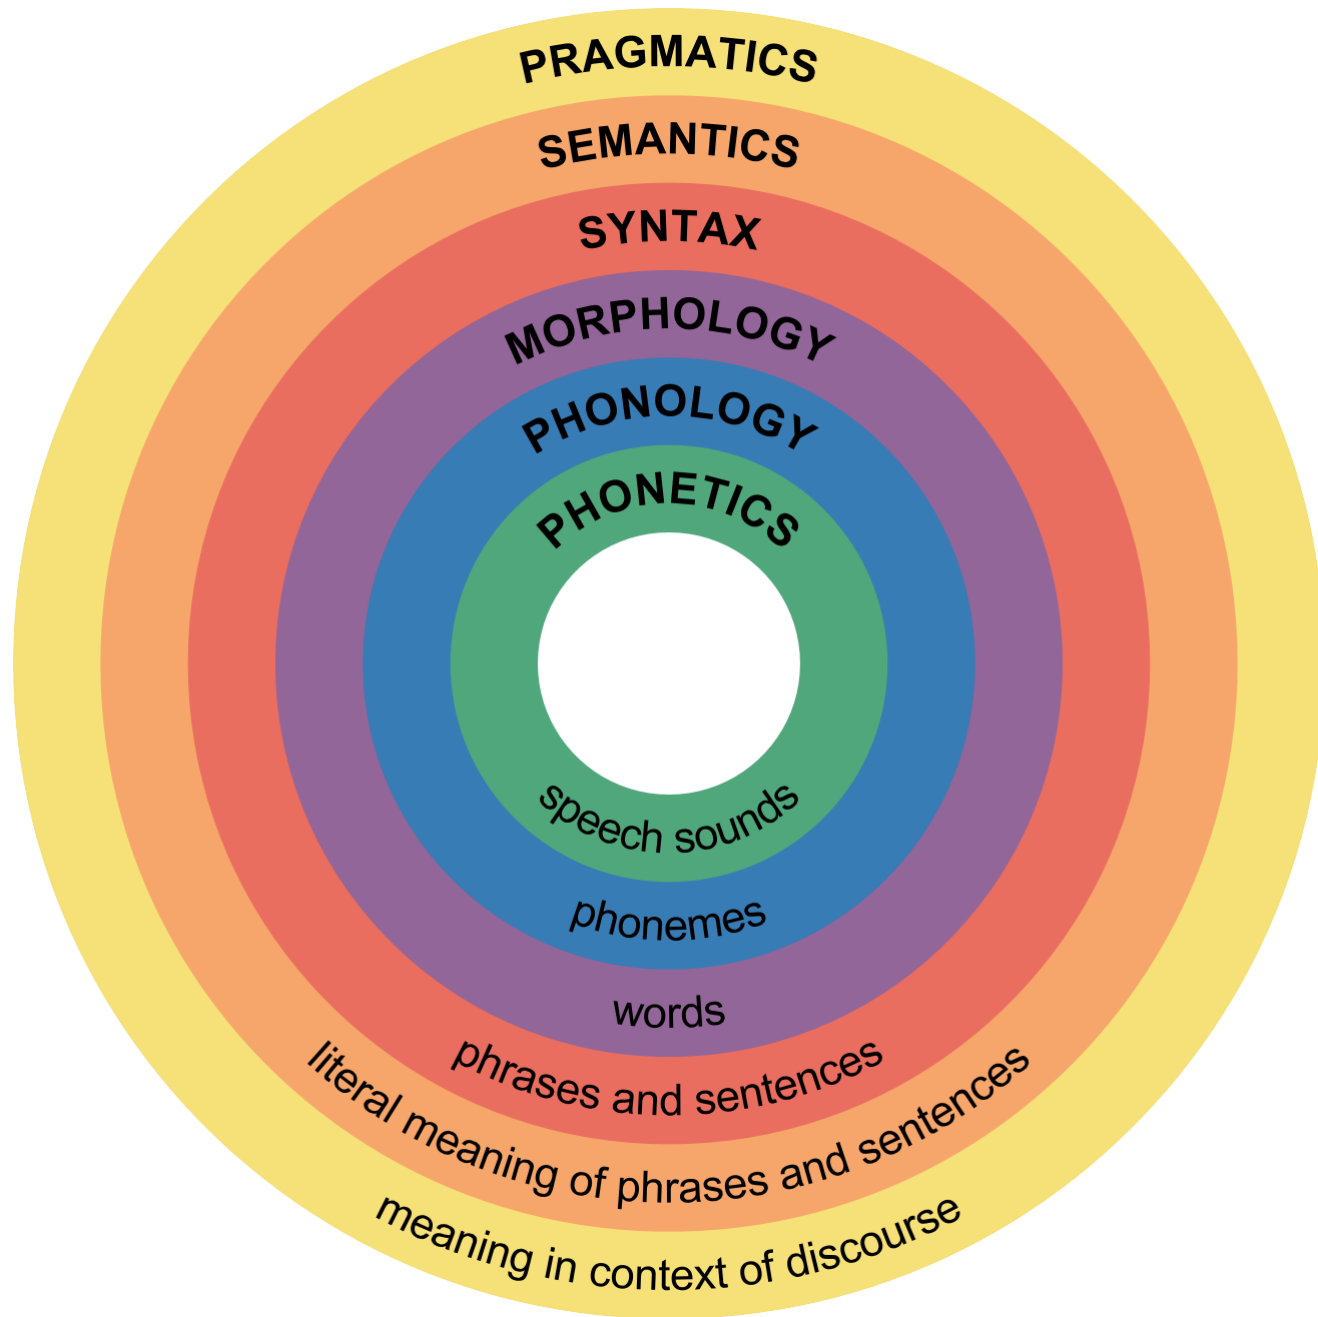 PRAGMATICS
SEMANTICS
SYNTAX
MORPHOLOGY
PHONOLOGY
PHONETICS
speech sounds
phonemes
words
phrases and sentences
literal meaning of phrases and sentences
meaning in context of discourse